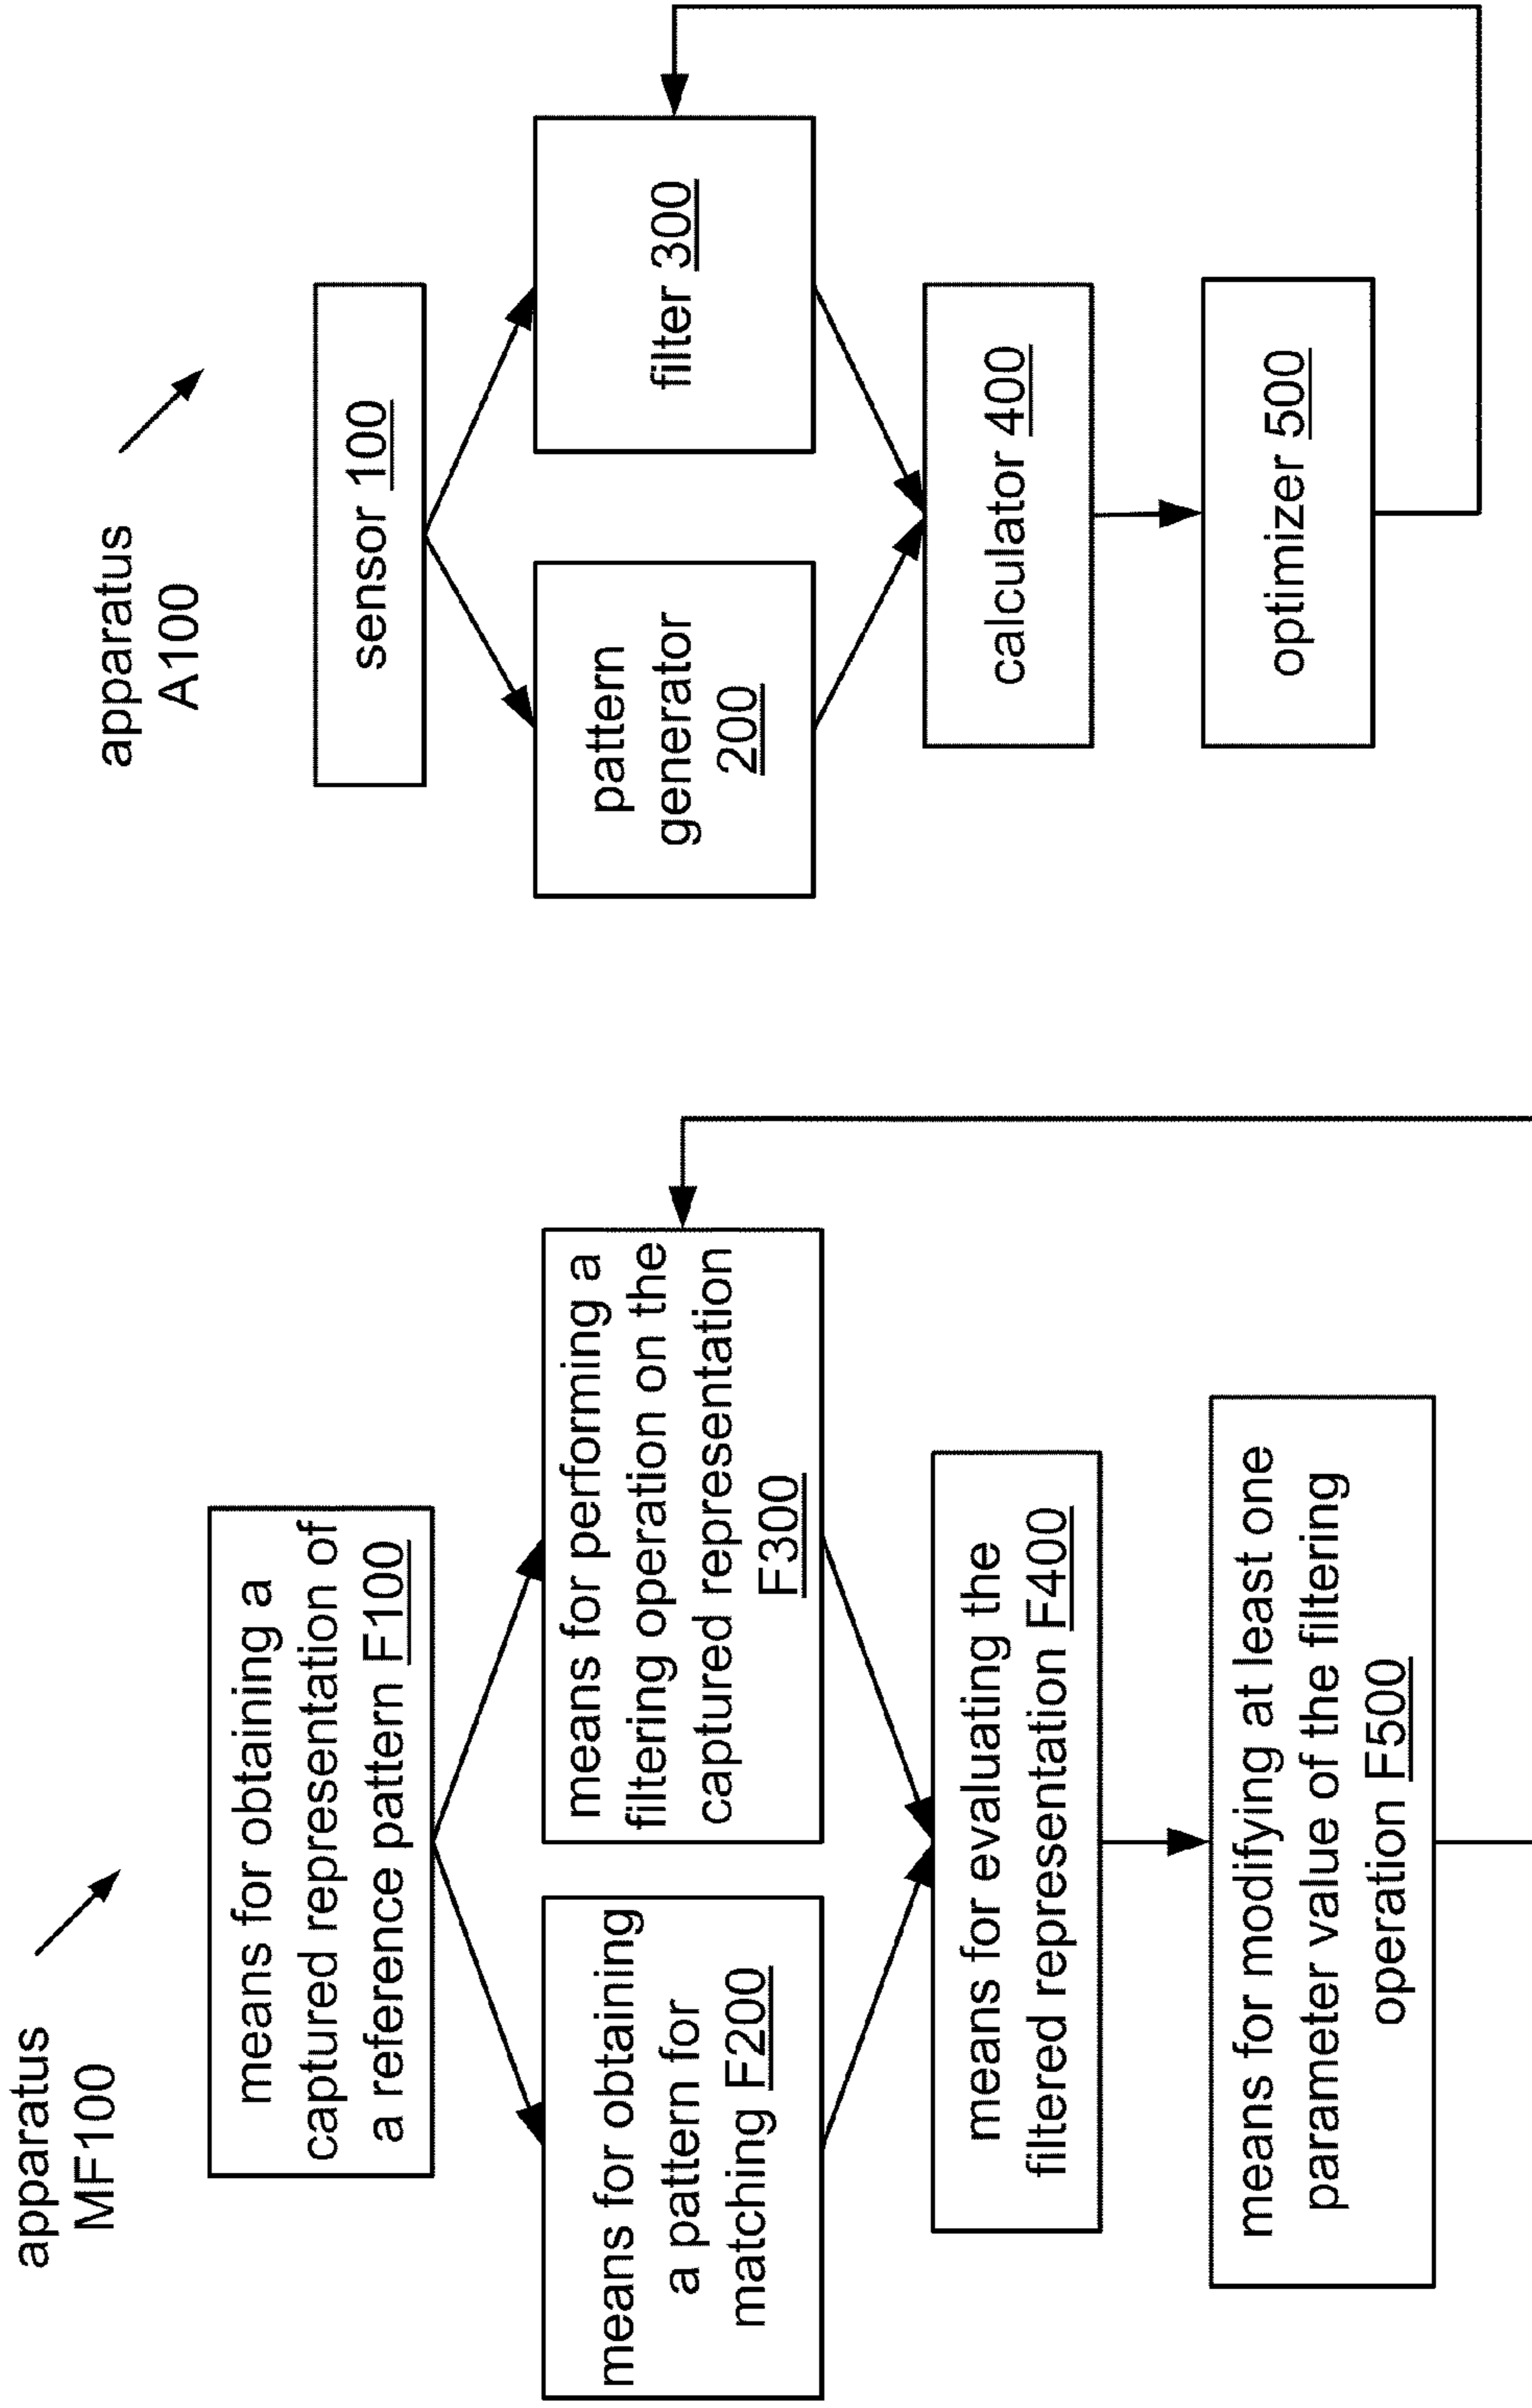 apparatus
MF100
means for obtaining a
captured representation of
a reference pattern F100
means for obtaining
a pattern for
matching F200
means for performing a
filtering operation on the
captured representation
F300
means for evaluating the
filtered representation F400
means for modifying at least one
parameter value of the filtering
operation F500
apparatus
A100
sensor 100
pattern
generator
200
filter 300
calculator 400
optimizer 500